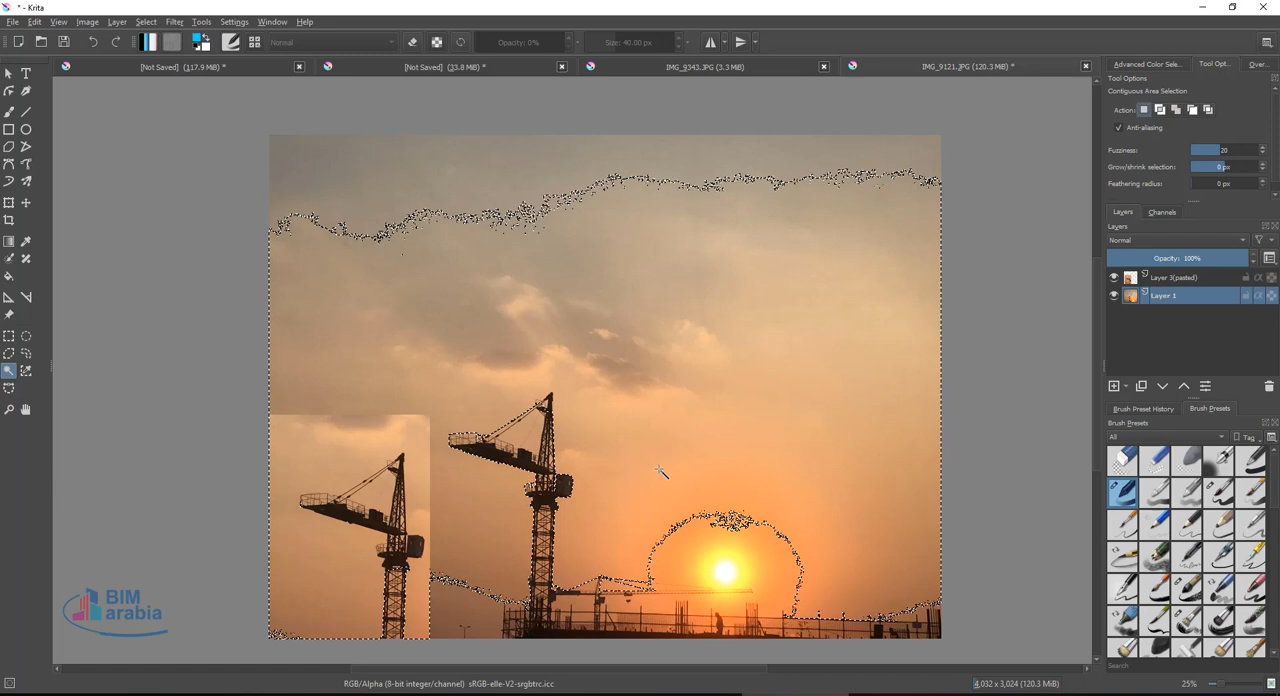 * - Krita
File Edit View Image Layer Select Filter Tools Settings Window Help
Normal Opacity: 0% Size: 40.00 px
[Not Saved] (117.9 MiB) * [Not Saved] (33.8 MiB) * IMG_9343.JPG (3.3 MiB) IMG_9121.JPG (120.3 MiB) *
Advanced Color Sele... Tool Opt... Over...
Tool Options
Contiguous Area Selection
Action:
Anti-aliasing
Fuzziness: 20
Grow/shrink selection: 0 px
Feathering radius: 0 px
Layers Channels
Layers
Normal
Opacity: 100%
Layer 3(pasted)
Layer 1
Brush Preset History Brush Presets
Brush Presets
All Tag
Search
BIM
arabia
RGB/Alpha (8-bit integer/channel) sRGB-elle-V2-srgbtrc.icc 4,032 x 3,024 (120.3 MiB) 25%